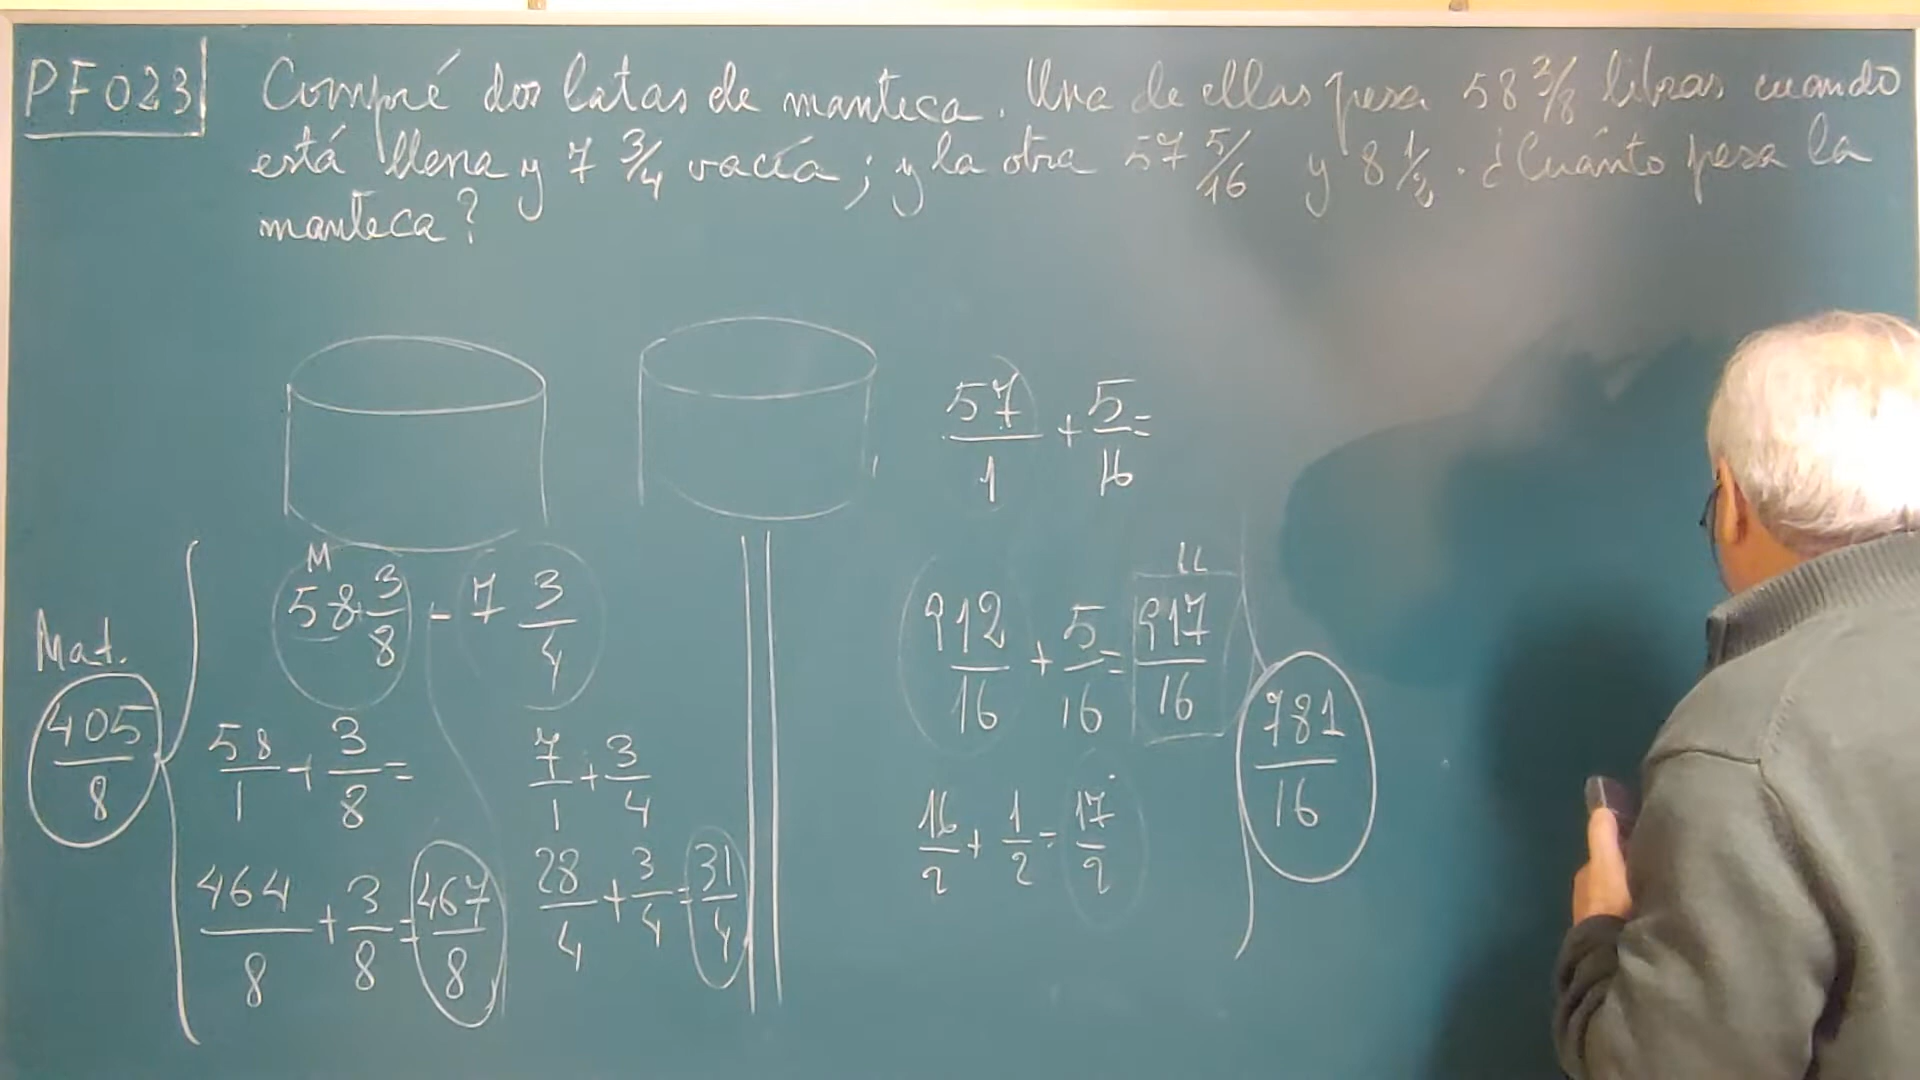 PF023
Compré dos latas de manteca. Una de ellas pesa 58 3/8 libras cuando
está llena y 7 3/4 vacía; y la otra 57 5/16 y 8 1/2. ¿Cuánto pesa la
manteca?
57/1 + 5/16 =
M
58 3/8 - 7 3/4
LL
912/16 + 5/16 = 917/16
Mat.
405/8
58/1 + 3/8 =
7/1 + 3/4
781/16
16/2 + 1/2 = 17/2
464/8 + 3/8 = 467/8
28/4 + 3/4 = 31/4